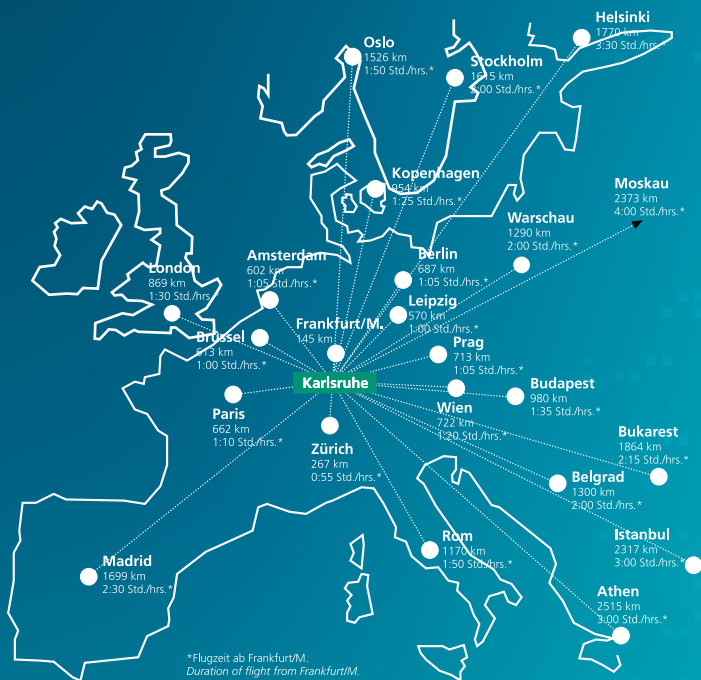 Helsinki
1770 km
3:30 Std./hrs.*
Oslo
1526 km
1:50 Std./hrs.*
Stockholm
1615 km
2:00 Std./hrs.*
Kopenhagen
954 km
1:25 Std./hrs.*
Moskau
2373 km
4:00 Std./hrs.*
Warschau
1290 km
2:00 Std./hrs.*
London
869 km
1:30 Std./hrs.*
Amsterdam
602 km
1:05 Std./hrs.*
Berlin
687 km
1:05 Std./hrs.*
Leipzig
570 km
1:00 Std./hrs.*
Brüssel
613 km
1:00 Std./hrs.*
Frankfurt/M.
145 km
Prag
713 km
1:05 Std./hrs.*
Karlsruhe
Budapest
980 km
1:35 Std./hrs.*
Paris
662 km
1:10 Std./hrs.*
Wien
722 km
1:20 Std./hrs.*
Zürich
267 km
0:55 Std./hrs.*
Bukarest
1864 km
2:15 Std./hrs.*
Belgrad
1300 km
2:00 Std./hrs.*
Rom
1170 km
1:50 Std./hrs.*
Istanbul
2317 km
3:00 Std./hrs.*
Madrid
1699 km
2:30 Std./hrs.*
Athen
2515 km
3:00 Std./hrs.*
*Flugzeit ab Frankfurt/M.
Duration of flight from Frankfurt/M.